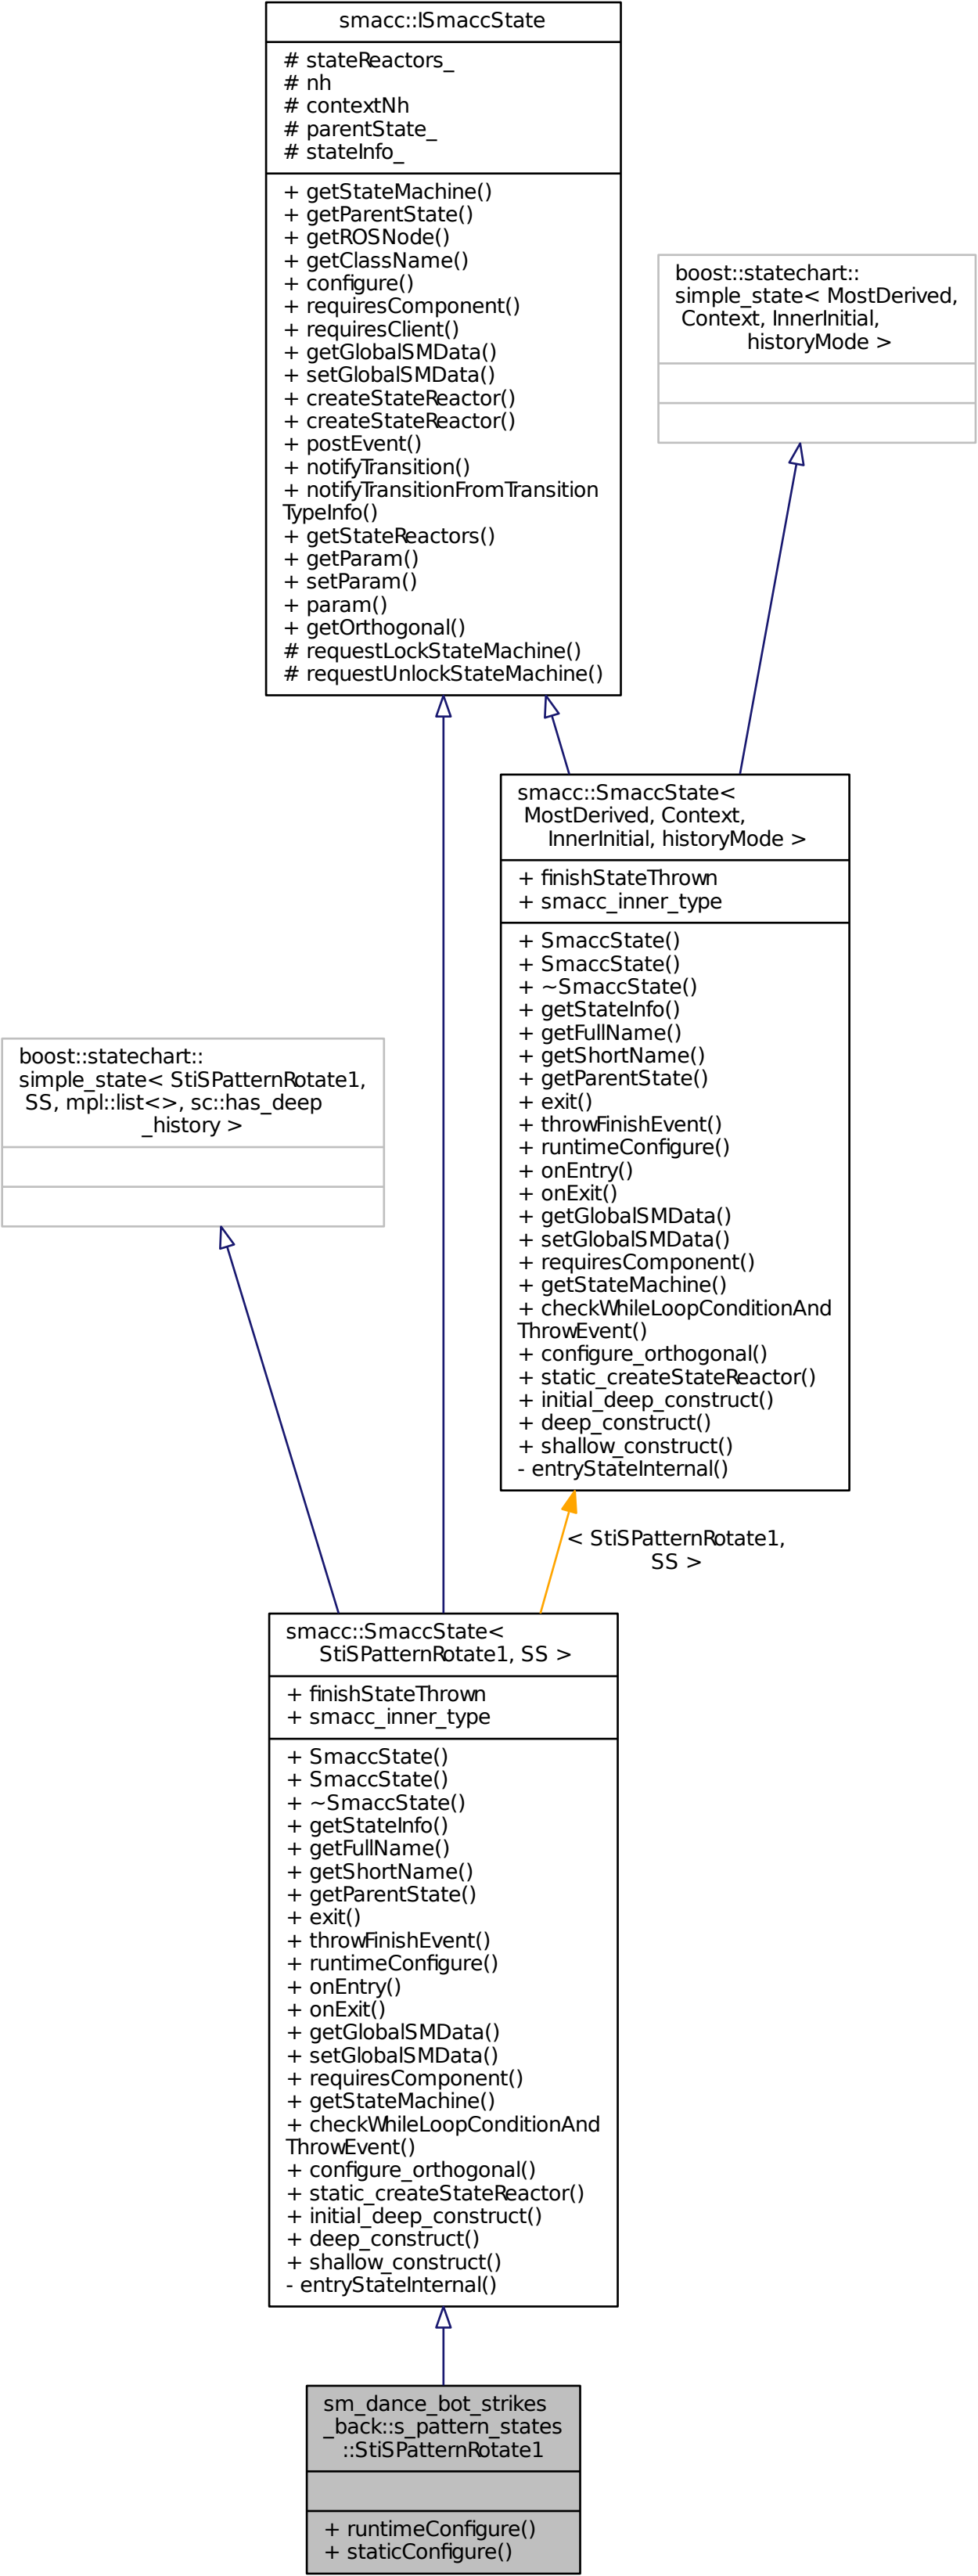 smacc::ISmaccState
# stateReactors_
# nh
# contextNh
# parentState_
# stateInfo_
+ getStateMachine()
+ getParentState()
+ getROSNode()
+ getClassName()
+ configure()
+ requiresComponent()
+ requiresClient()
+ getGlobalSMData()
+ setGlobalSMData()
+ createStateReactor()
+ createStateReactor()
+ postEvent()
+ notifyTransition()
+ notifyTransitionFromTransition
TypeInfo()
+ getStateReactors()
+ getParam()
+ setParam()
+ param()
+ getOrthogonal()
# requestLockStateMachine()
# requestUnlockStateMachine()
boost::statechart::
simple_state< MostDerived,
Context, InnerInitial,
historyMode >
smacc::SmaccState<
MostDerived, Context,
InnerInitial, historyMode >
+ finishStateThrown
+ smacc_inner_type
+ SmaccState()
+ SmaccState()
+ ~SmaccState()
+ getStateInfo()
+ getFullName()
+ getShortName()
+ getParentState()
+ exit()
+ throwFinishEvent()
+ runtimeConfigure()
+ onEntry()
+ onExit()
+ getGlobalSMData()
+ setGlobalSMData()
+ requiresComponent()
+ getStateMachine()
+ checkWhileLoopConditionAnd
ThrowEvent()
+ configure_orthogonal()
+ static_createStateReactor()
+ initial_deep_construct()
+ deep_construct()
+ shallow_construct()
- entryStateInternal()
boost::statechart::
simple_state< StiSPatternRotate1,
SS, mpl::list<>, sc::has_deep
_history >
< StiSPatternRotate1,
SS >
smacc::SmaccState<
StiSPatternRotate1, SS >
+ finishStateThrown
+ smacc_inner_type
+ SmaccState()
+ SmaccState()
+ ~SmaccState()
+ getStateInfo()
+ getFullName()
+ getShortName()
+ getParentState()
+ exit()
+ throwFinishEvent()
+ runtimeConfigure()
+ onEntry()
+ onExit()
+ getGlobalSMData()
+ setGlobalSMData()
+ requiresComponent()
+ getStateMachine()
+ checkWhileLoopConditionAnd
ThrowEvent()
+ configure_orthogonal()
+ static_createStateReactor()
+ initial_deep_construct()
+ deep_construct()
+ shallow_construct()
- entryStateInternal()
sm_dance_bot_strikes
_back::s_pattern_states
::StiSPatternRotate1
+ runtimeConfigure()
+ staticConfigure()